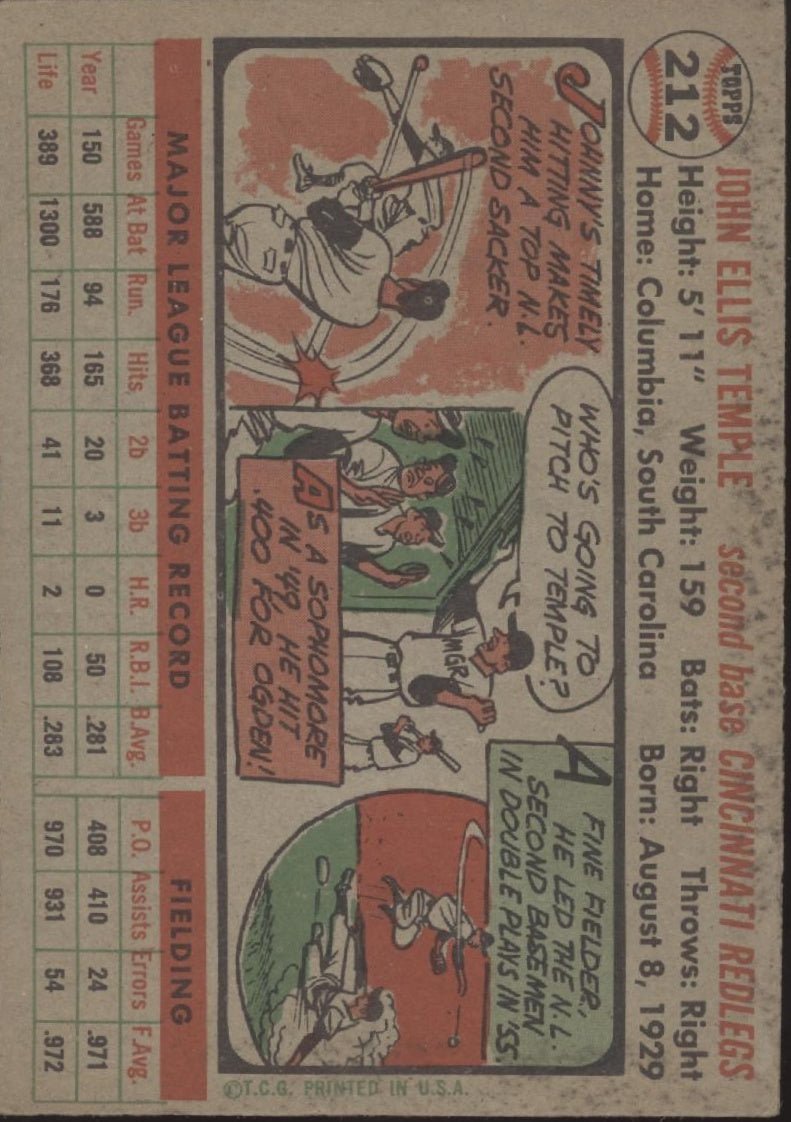 TOPPS
212
JOHN ELLIS TEMPLE second base CINCINNATI REDLEGS
Height: 5' 11" Weight: 159 Bats: Right Throws: Right
Home: Columbia, South Carolina Born: August 8, 1929
JOHNNY'S TIMELY
HITTING MAKES
HIM A TOP N.L.
SECOND SACKER.
WHO'S GOING TO
PITCH TO TEMPLE?
MGR
AS A SOPHOMORE
IN '49, HE HIT
.400 FOR OGDEN!
A FINE FIELDER,
HE LED THE N.L.
SECOND BASEMEN
IN DOUBLE PLAYS IN '55.
©T.C.G. PRINTED IN U.S.A.
MAJOR LEAGUE BATTING RECORD FIELDING
Games At Bat Run. Hits 2b 3b H.R. R.B.I. B Avg. P.O. Assists Errors F.Avg.
Year 150 588 94 165 20 3 0 50 .281 408 410 24 .971
Life 389 1300 176 368 41 11 2 108 .283 970 931 54 .972